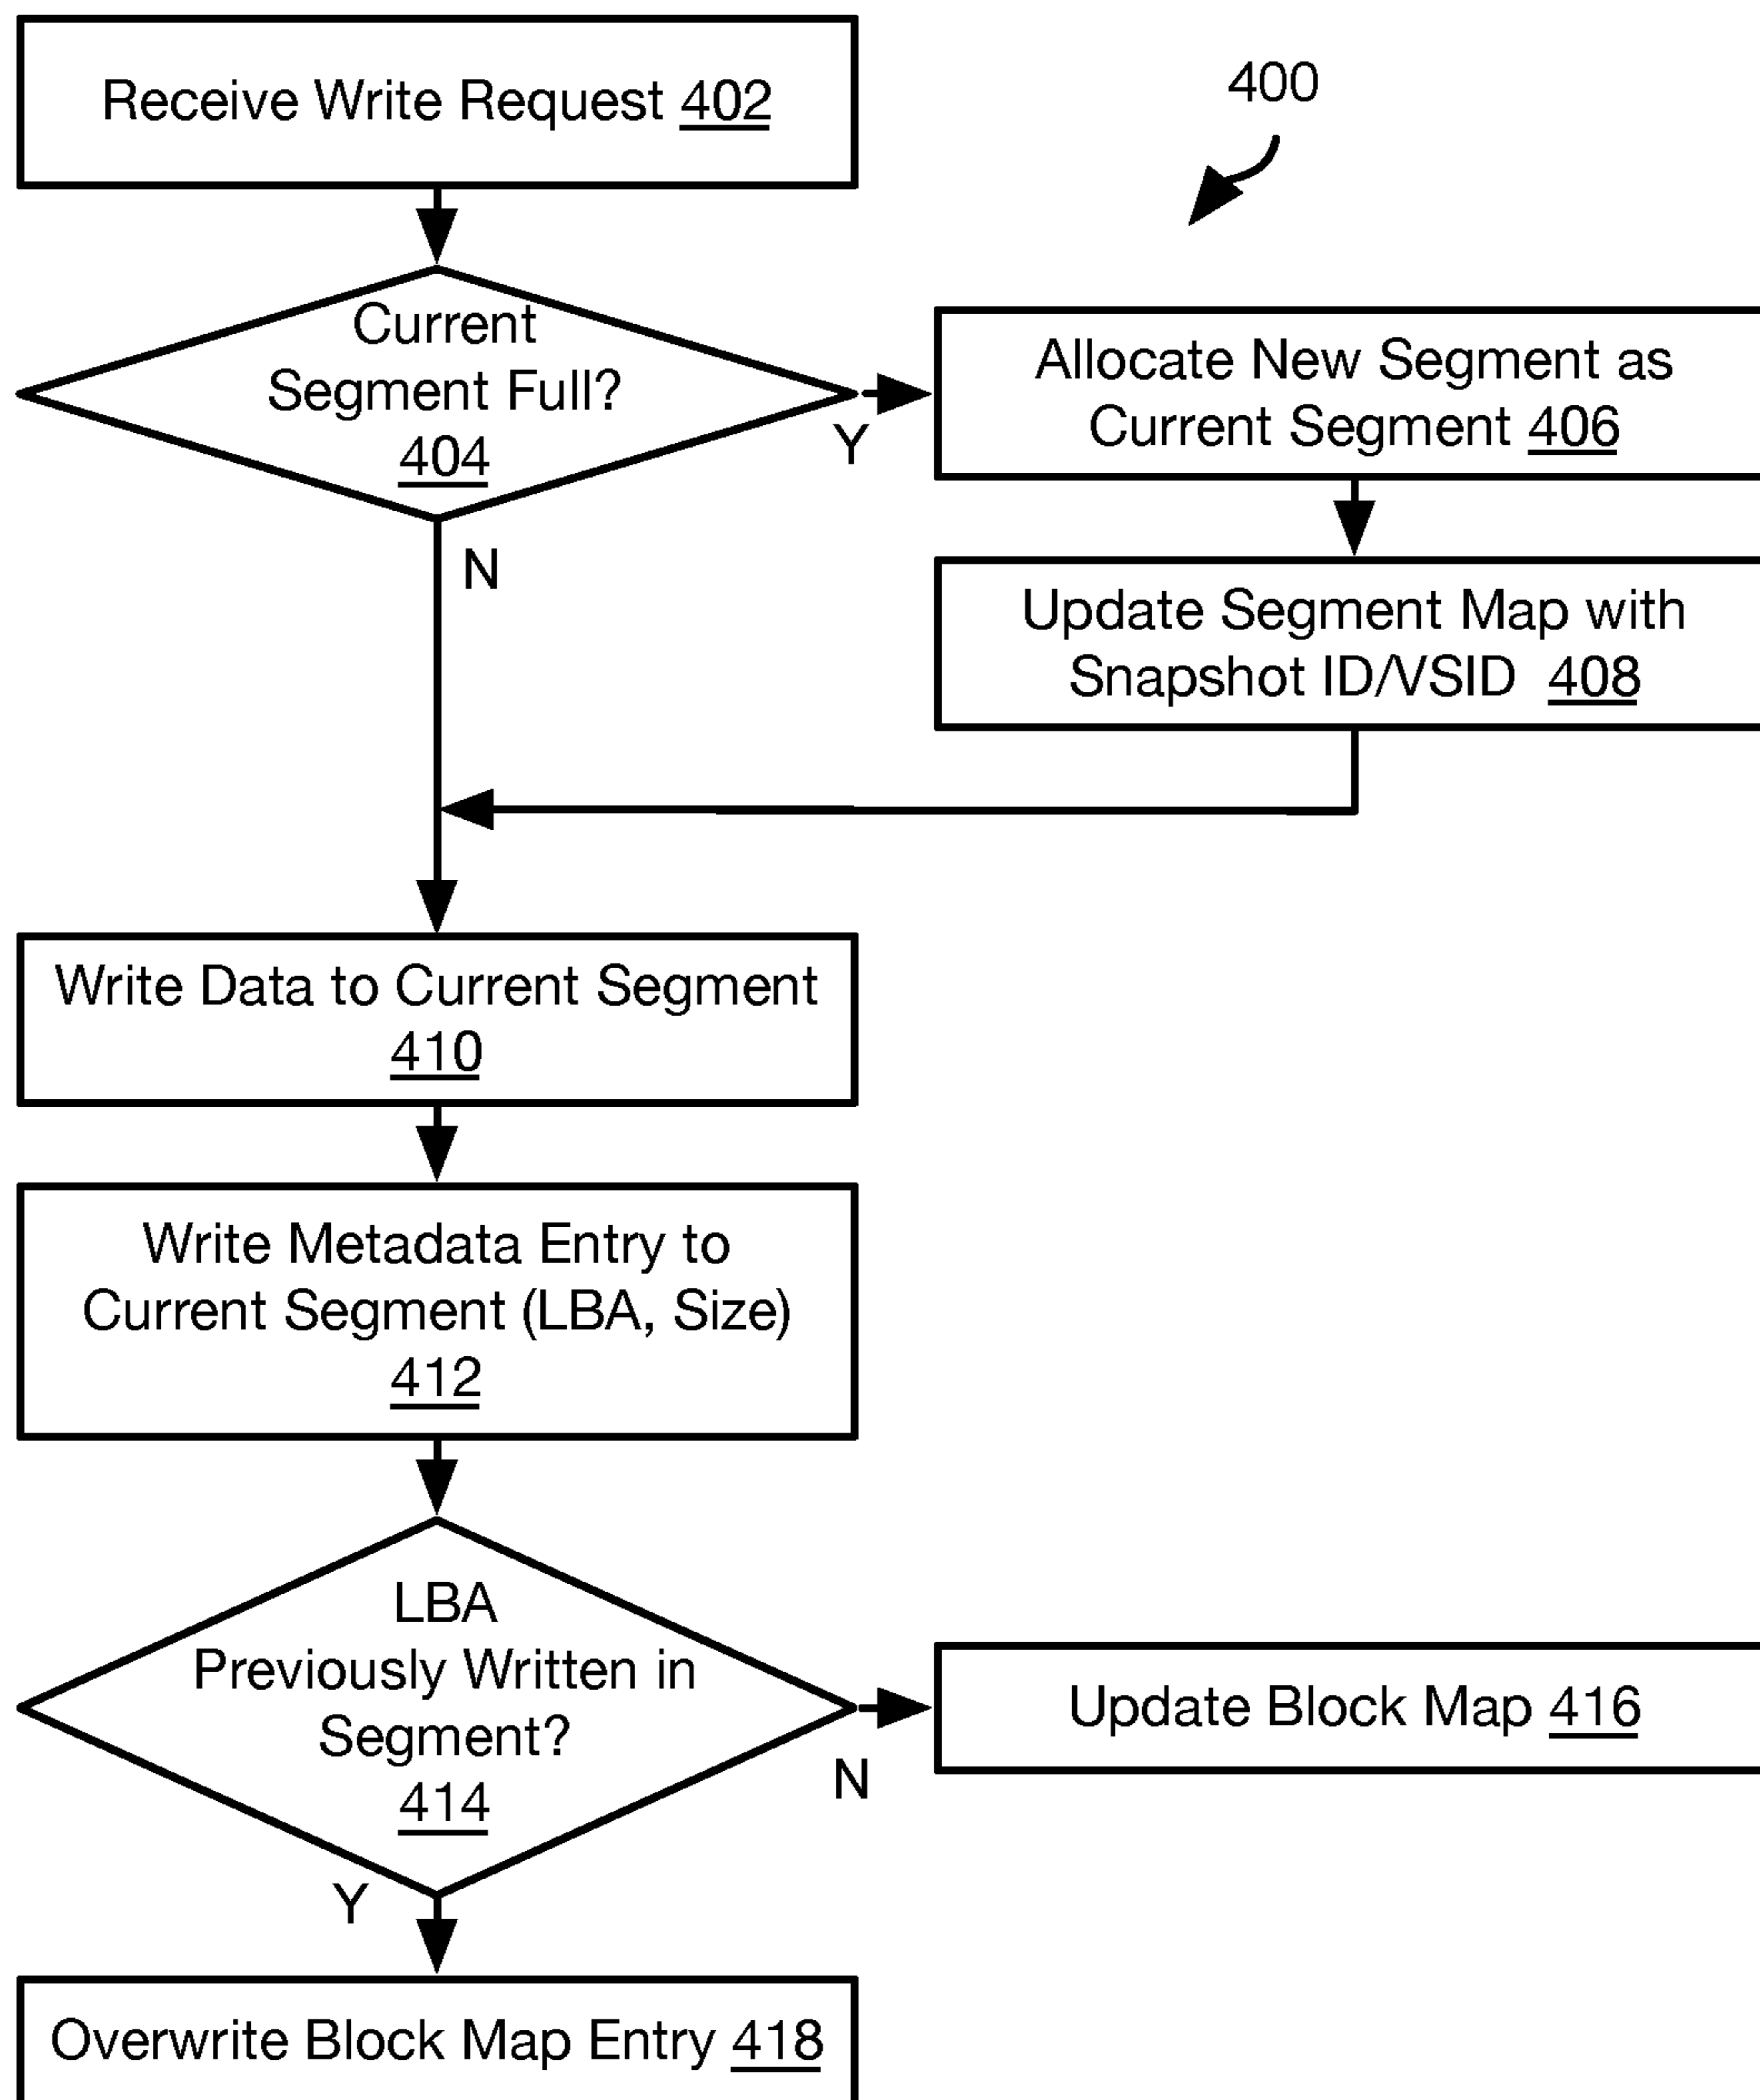 Receive Write Request 402
400
Current
Segment Full?
404
Y
N
Allocate New Segment as
Current Segment 406
Update Segment Map with
Snapshot ID/VSID 408
Write Data to Current Segment
410
Write Metadata Entry to
Current Segment (LBA, Size)
412
LBA
Previously Written in
Segment?
414
N
Y
Update Block Map 416
Overwrite Block Map Entry 418